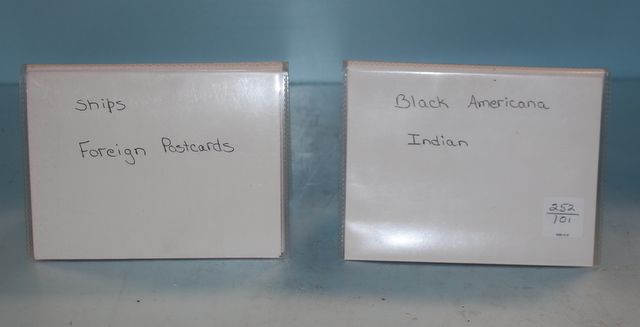 Ships
Foreign Postcards
Black Americana
Indian
252
101